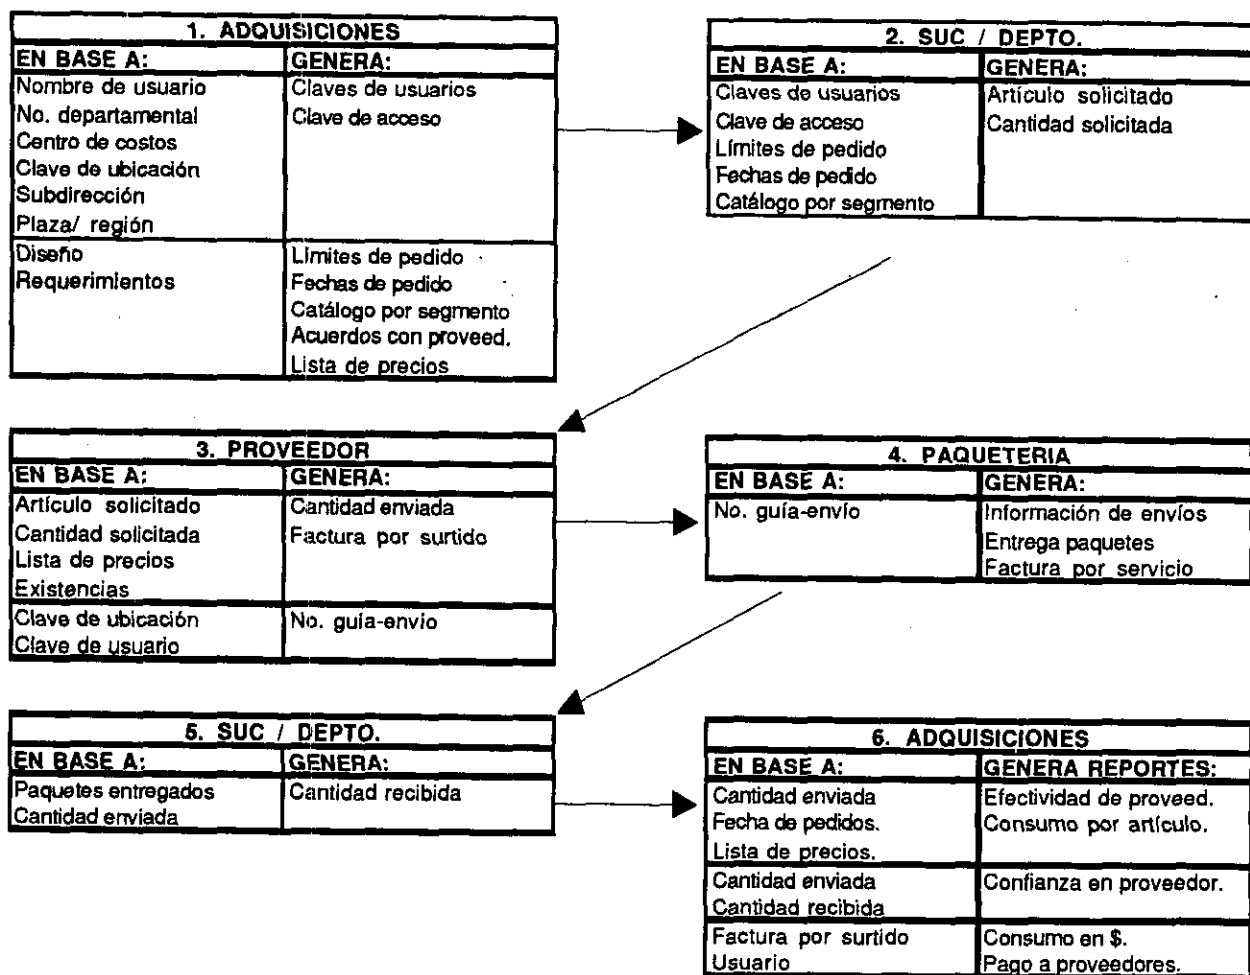 1. ADQUISICIONES
EN BASE A: GENERA:
Nombre de usuario Claves de usuarios
No. departamental Clave de acceso
Centro de costos
Clave de ubicación
Subdirección
Plaza/ región
Diseño Límites de pedido
Requerimientos Fechas de pedido
Catálogo por segmento
Acuerdos con proveed.
Lista de precios
2. SUC / DEPTO.
EN BASE A: GENERA:
Claves de usuarios Artículo solicitado
Clave de acceso Cantidad solicitada
Límites de pedido
Fechas de pedido
Catálogo por segmento
3. PROVEEDOR
EN BASE A: GENERA:
Artículo solicitado Cantidad enviada
Cantidad solicitada Factura por surtido
Lista de precios
Existencias
Clave de ubicación No. guía-envío
Clave de usuario
4. PAQUETERIA
EN BASE A: GENERA:
No. guía-envío Información de envíos
Entrega paquetes
Factura por servicio
5. SUC / DEPTO.
EN BASE A: GENERA:
Paquetes entregados Cantidad recibida
Cantidad enviada
6. ADQUISICIONES
EN BASE A: GENERA REPORTES:
Cantidad enviada Efectividad de proveed.
Fecha de pedidos. Consumo por artículo.
Lista de precios.
Cantidad enviada Confianza en proveedor.
Cantidad recibida
Factura por surtido Consumo en $.
Usuario Pago a proveedores.